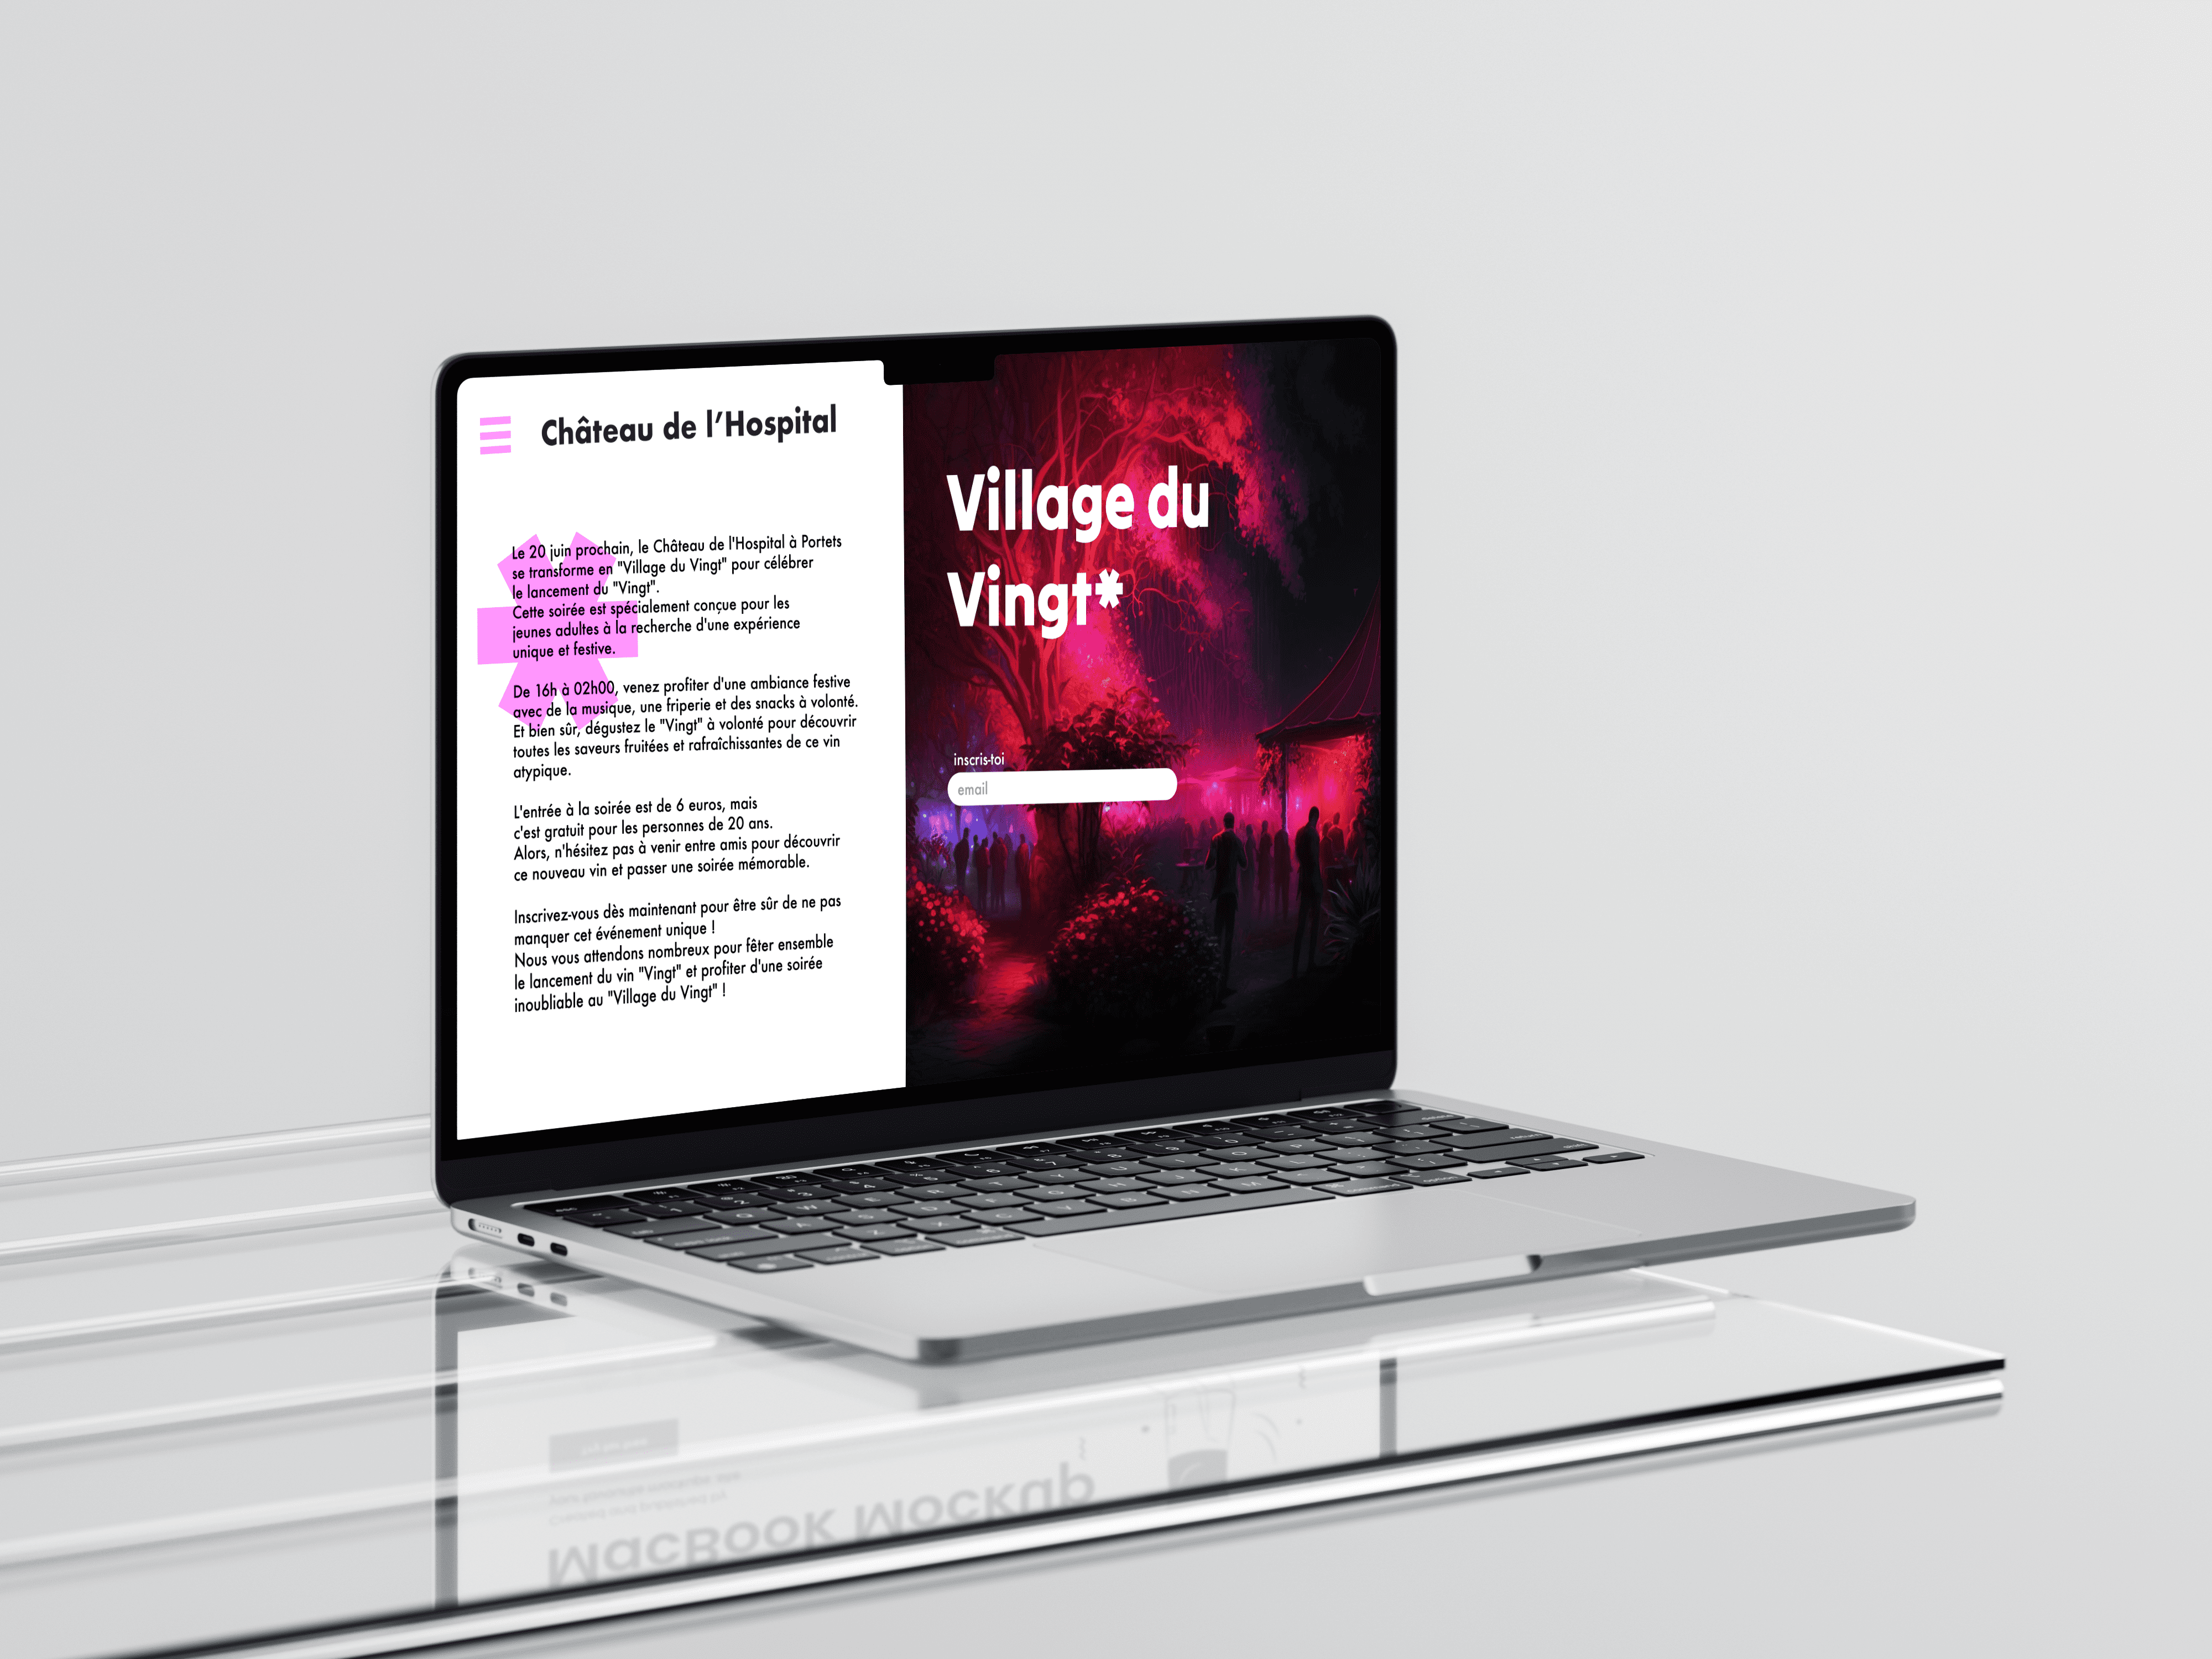 Château de l'Hospital
Le 20 juin prochain, le Château de l'Hospital à Portets
se transforme en "Village du Vingt" pour célébrer
le lancement du "Vingt".
Cette soirée est spécialement conçue pour les
jeunes adultes à la recherche d'une expérience
unique et festive.
De 16h à 02h00, venez profiter d'une ambiance festive
avec de la musique, une friperie et des snacks à volonté.
Et bien sûr, dégustez le "Vingt" à volonté pour découvrir
toutes les saveurs fruitées et rafraîchissantes de ce vin
atypique.
L'entrée à la soirée est de 6 euros, mais
c'est gratuit pour les personnes de 20 ans.
Alors, n'hésitez pas à venir entre amis pour découvrir
ce nouveau vin et passer une soirée mémorable.
Inscrivez-vous dès maintenant pour être sûr de ne pas
manquer cet événement unique !
Nous vous attendons nombreux pour fêter ensemble
le lancement du vin "Vingt" et profiter d'une soirée
inoubliable au "Village du Vingt" !
Village du
Vingt*
inscris-toi
email
MacBook Mockup